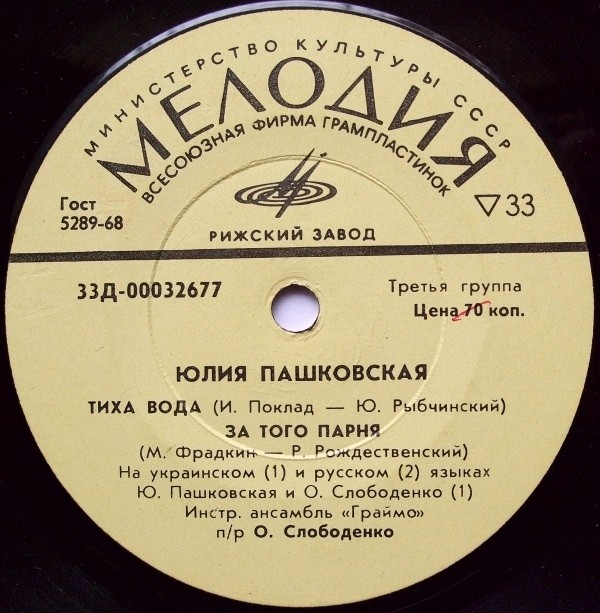 МИНИСТЕРСТВО КУЛЬТУРЫ СССР
МЕЛОДИЯ
ВСЕСОЮЗНАЯ ФИРМА ГРАМПЛАСТИНОК
Гост
5289-68
▽33
РИЖСКИЙ ЗАВОД
33Д-00032677
Третья группа
Цена 70 коп.
ЮЛИЯ ПАШКОВСКАЯ
ТИХА ВОДА (И. Поклад — Ю. Рыбчинский)
ЗА ТОГО ПАРНЯ
(М. Фрадкин — Р. Рождественский)
На украинском (1) и русском (2) языках
Ю. Пашковская и О. Слободенко (1)
Инстр. ансамбль «Граймо»
п/р О. Слободенко